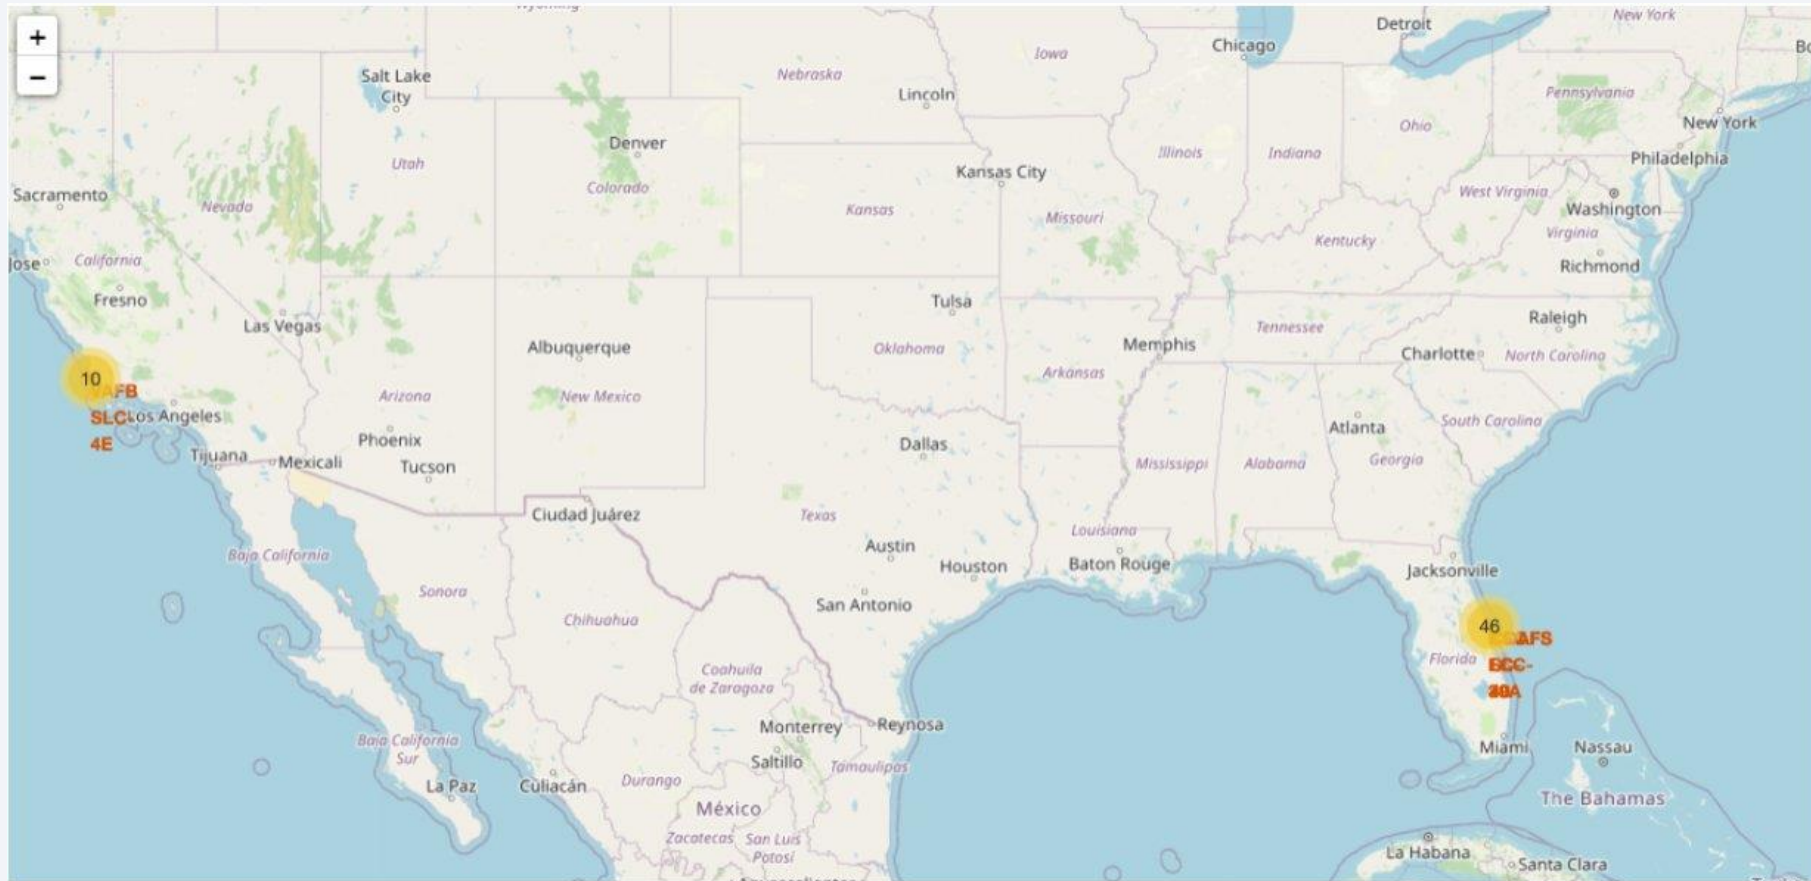 +
−
Wyoming
Detroit
New York
Chicago
Iowa
Salt Lake
City
Nebraska
Lincoln
Pennsylvania
New York
Ohio
Denver
Illinois
Indiana
Philadelphia
Utah
Kansas City
Colorado
West Virginia
Sacramento
Nevada
Kansas
Missouri
Washington
Virginia
Kentucky
Jose
California
Richmond
Fresno
Tulsa
Las Vegas
Raleigh
Tennessee
Albuquerque
Oklahoma
Memphis
Charlotte
North Carolina
10
Arkansas
AFB
Arizona
New Mexico
SLC-
Los Angeles
South Carolina
Atlanta
4E
Phoenix
Dallas
Tijuana
Mexicali
Tucson
Mississippi
Alabama
Georgia
Ciudad Juárez
Texas
Louisiana
Austin
Baja California
Houston
Baton Rouge
Jacksonville
Sonora
San Antonio
Chihuahua
46
AFS
Florida
Coahuila
de Zaragoza
Monterrey
Reynosa
Baja California
Sur
Saltillo
Tamaulipas
Miami
Nassau
La Paz
Culiacán
Durango
México
The Bahamas
Zacatecas
San Luis
Potosí
La Habana
Santa Clara